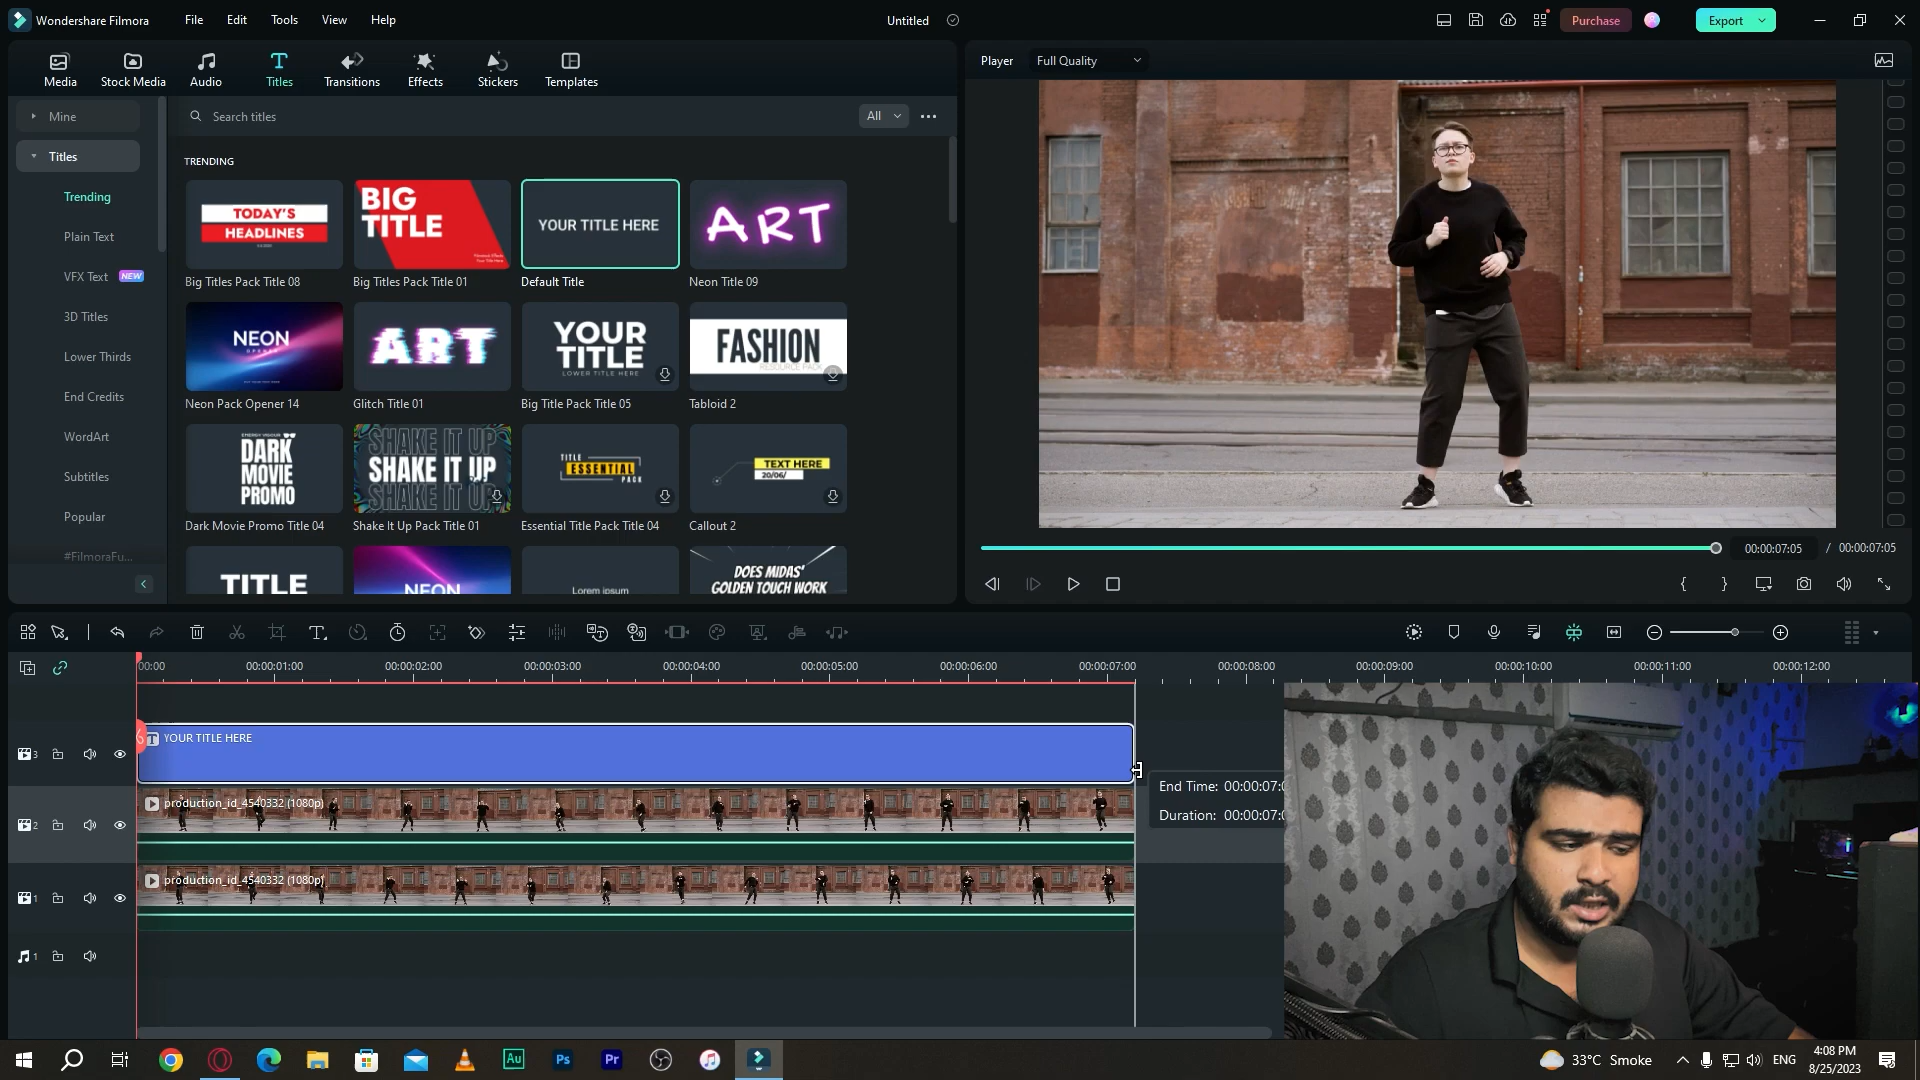 Wondershare Filmora
File
Edit
Tools
View
Help
Untitled
Purchase
Export
Media
Stock Media
Audio
Titles
Transitions
Effects
Stickers
Templates
Player
Full Quality
Mine
Search titles
All
Titles
Trending
Plain Text
VFX Text NEW
3D Titles
Lower Thirds
End Credits
WordArt
Subtitles
Popular
#FilmoraFu...
TRENDING
TODAY'S
HEADLINES
BIG
TITLE
YOUR TITLE HERE
ART
Big Titles Pack Title 08
Big Titles Pack Title 01
Default Title
Neon Title 09
NEON
ART
YOUR
TITLE
LOWER TITLE HERE
FASHION
RESOURCE PACK
Neon Pack Opener 14
Glitch Title 01
Big Title Pack Title 05
Tabloid 2
DARK
MOVIE
PROMO
SHAKE IT UP
SHAKE IT UP
SHAKE IT UP
TITLE
ESSENTIAL
PACK
TEXT HERE
20/06/
Dark Movie Promo Title 04
Shake It Up Pack Title 01
Essential Title Pack Title 04
Callout 2
TITLE
NEON
Lorem ipsum
DOES MIDAS'
GOLDEN TOUCH WORK
00:00:07:05 / 00:00:07:05
00:00
00:00:01:00
00:00:02:00
00:00:03:00
00:00:04:00
00:00:05:00
00:00:06:00
00:00:07:00
00:00:08:00
00:00:09:00
00:00:10:00
00:00:11:00
00:00:12:00
3
YOUR TITLE HERE
End Time: 00:00:07:0
Duration: 00:00:07:0
2
production_id_4540332 (1080p)
1
production_id_4540332 (1080p)
1
Au
Ps
Pr
33°C Smoke
ENG
4:08 PM
8/25/2023